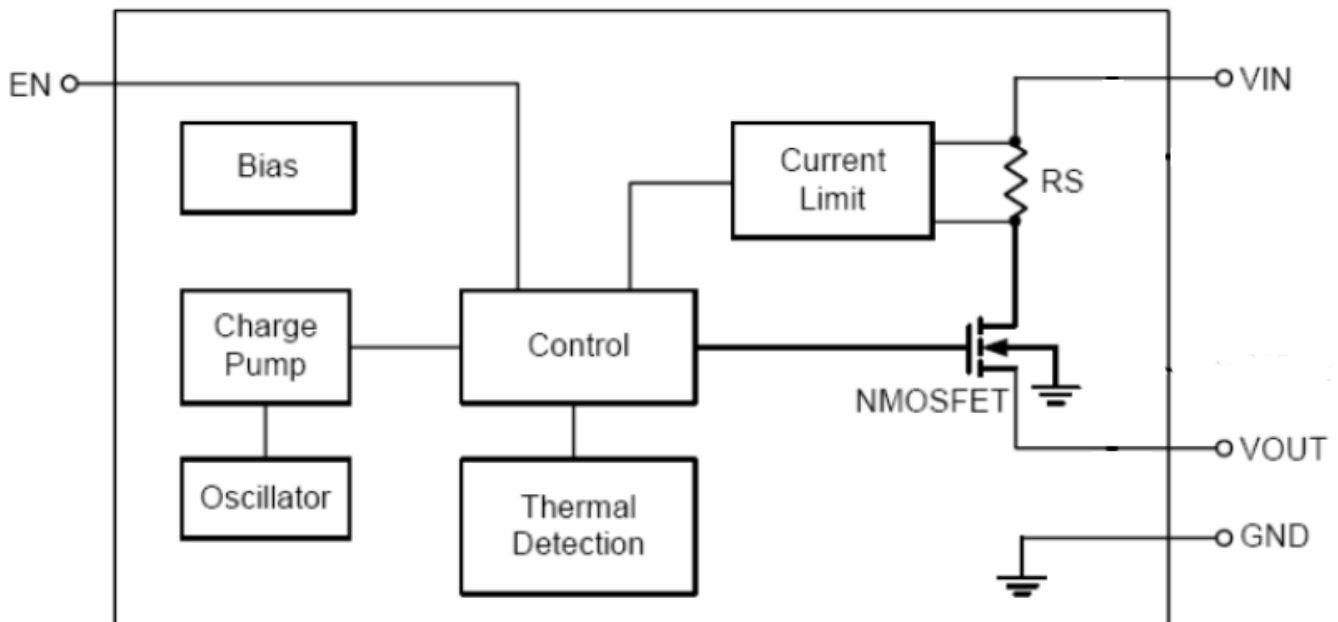 EN
VIN
Bias
Current
Limit
RS
Charge
Pump
Control
NMOSFET
VOUT
Oscillator
Thermal
Detection
GND